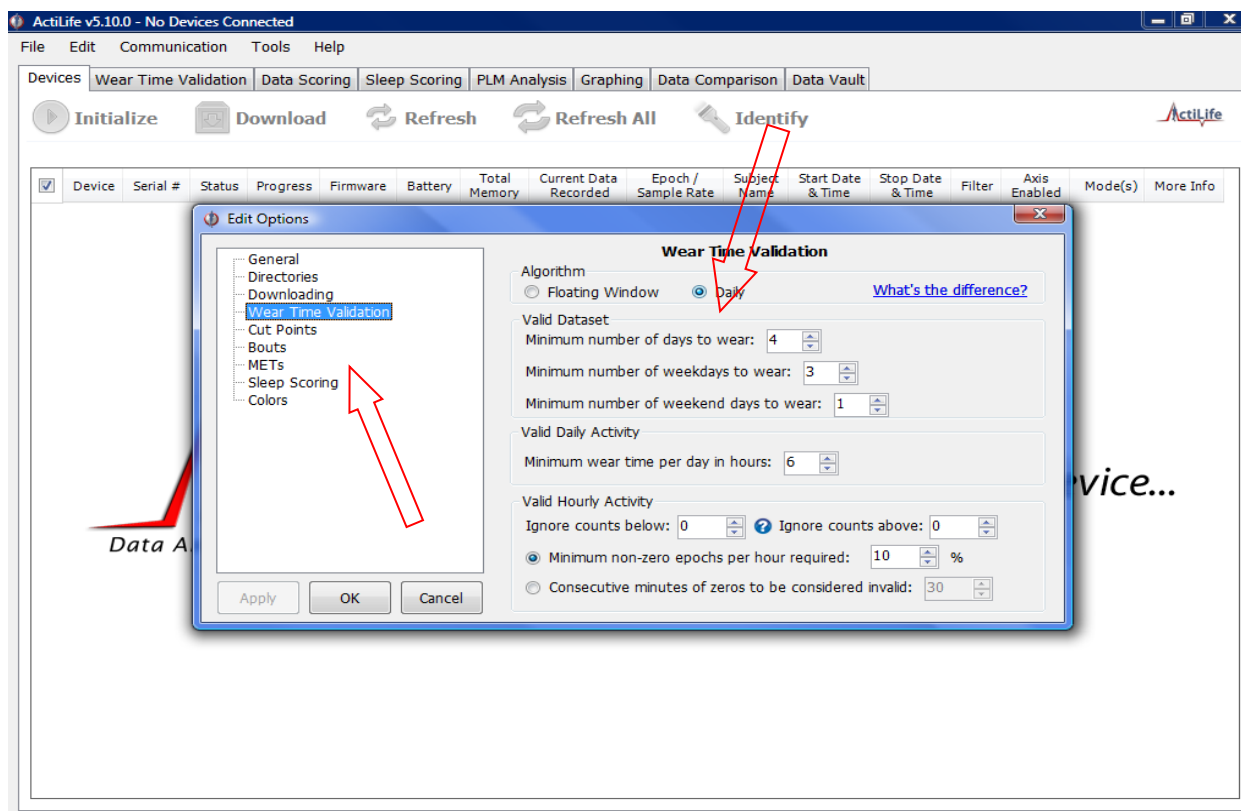 ActiLife v5.10.0 - No Devices Connected
File Edit Communication Tools Help
Devices Wear Time Validation Data Scoring Sleep Scoring PLM Analysis Graphing Data Comparison Data Vault
Initialize Download Refresh Refresh All Identify ActiLife
Device Serial # Status Progress Firmware Battery Total Memory Current Data Recorded Epoch / Sample Rate Subject Name Start Date & Time Stop Date & Time Filter Axis Enabled Mode(s) More Info
Edit Options
General
Directories
Downloading
Wear Time Validation
Cut Points
Bouts
METs
Sleep Scoring
Colors
Apply OK Cancel
Wear Time Validation
Algorithm
Floating Window Daily What's the difference?
Valid Dataset
Minimum number of days to wear: 4
Minimum number of weekdays to wear: 3
Minimum number of weekend days to wear: 1
Valid Daily Activity
Minimum wear time per day in hours: 6
Valid Hourly Activity
Ignore counts below: 0 Ignore counts above: 0
Minimum non-zero epochs per hour required: 10 %
Consecutive minutes of zeros to be considered invalid: 30
Data A
vice...